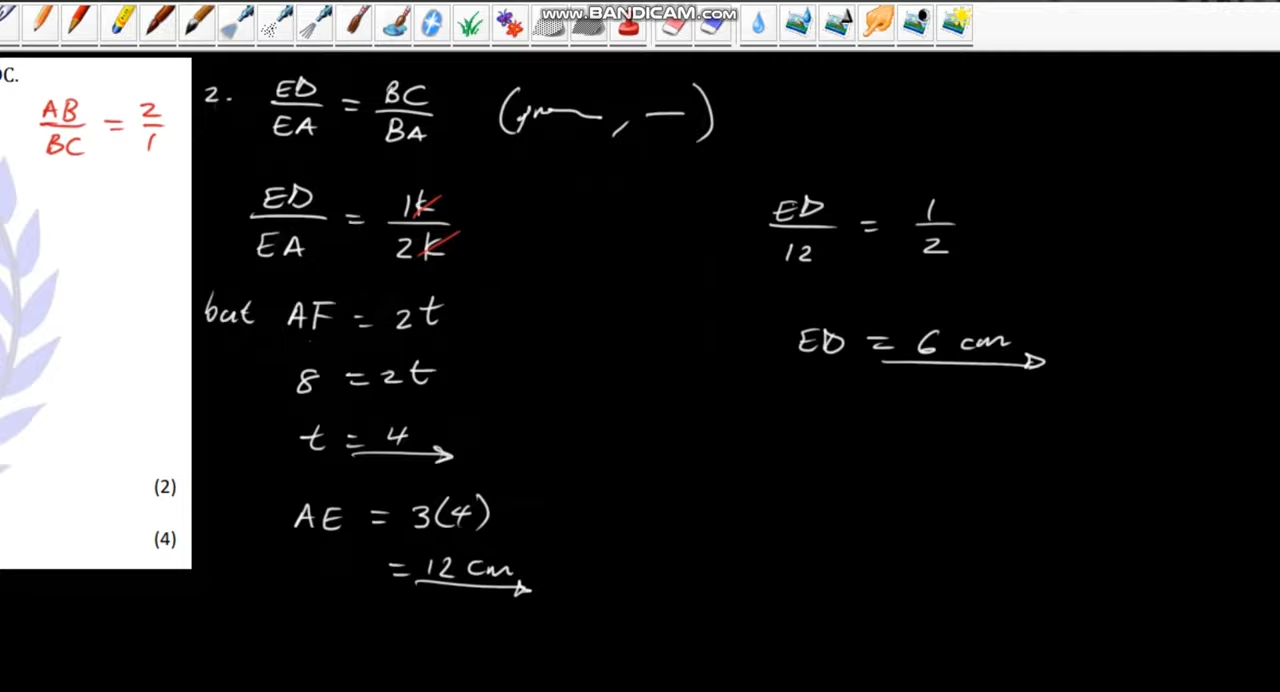 WWW.BANDICAM.COM
DC.
AB/BC = 2/1
(2)
(4)
2. ED/EA = BC/BA ( , — )
ED/EA = 1k/2k
but AF = 2t
8 = 2t
t = 4
AE = 3(4)
= 12 cm
ED/12 = 1/2
ED = 6 cm